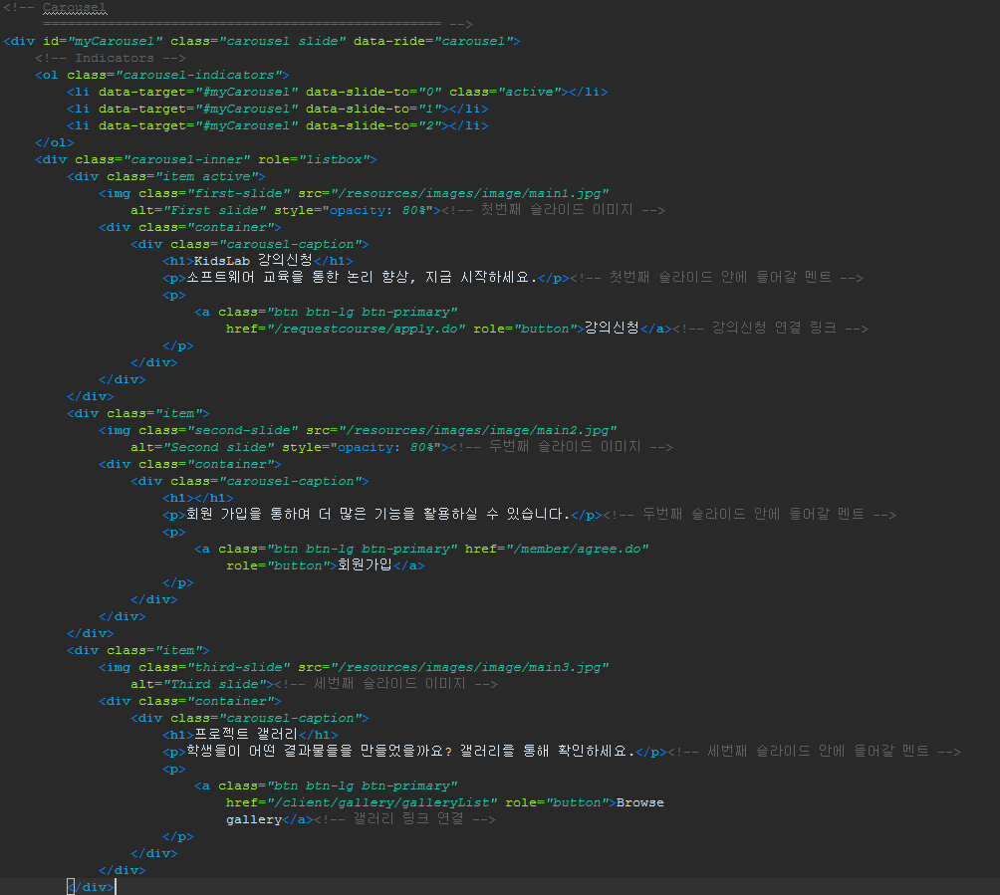 <!-- Carousel
================================================== -->
<div id="myCarousel" class="carousel slide" data-ride="carousel">
<!-- Indicators -->
<ol class="carousel-indicators">
<li data-target="#myCarousel" data-slide-to="0" class="active"></li>
<li data-target="#myCarousel" data-slide-to="1"></li>
<li data-target="#myCarousel" data-slide-to="2"></li>
</ol>
<div class="carousel-inner" role="listbox">
<div class="item active">
<img class="first-slide" src="/resources/images/image/main1.jpg"
alt="First slide" style="opacity: 80%"><!-- 첫번째 슬라이드 이미지 -->
<div class="container">
<div class="carousel-caption">
<h1>KidsLab 강의신청</h1>
<p>소프트웨어 교육을 통한 논리 향상, 지금 시작하세요.</p><!-- 첫번째 슬라이드 안에 들어갈 멘트 -->
<p>
<a class="btn btn-lg btn-primary"
href="/requestcourse/apply.do" role="button">강의신청</a><!-- 강의신청 연결 링크 -->
</p>
</div>
</div>
</div>
<div class="item">
<img class="second-slide" src="/resources/images/image/main2.jpg"
alt="Second slide" style="opacity: 80%"><!-- 두번째 슬라이드 이미지 -->
<div class="container">
<div class="carousel-caption">
<h1></h1>
<p>회원 가입을 통하며 더 많은 기능을 활용하실 수 있습니다.</p><!-- 두번째 슬라이드 안에 들어갈 멘트 -->
<p>
<a class="btn btn-lg btn-primary" href="/member/agree.do"
role="button">회원가입</a>
</p>
</div>
</div>
</div>
<div class="item">
<img class="third-slide" src="/resources/images/image/main3.jpg"
alt="Third slide"><!-- 세번째 슬라이드 이미지 -->
<div class="container">
<div class="carousel-caption">
<h1>프로젝트 갤러리</h1>
<p>학생들이 어떤 결과물들을 만들었을까요? 갤러리를 통해 확인하세요.</p><!-- 세번째 슬라이드 안에 들어갈 멘트 -->
<p>
<a class="btn btn-lg btn-primary"
href="/client/gallery/galleryList" role="button">Browse
gallery</a><!-- 갤러리 링크 연결 -->
</p>
</div>
</div>
</div>